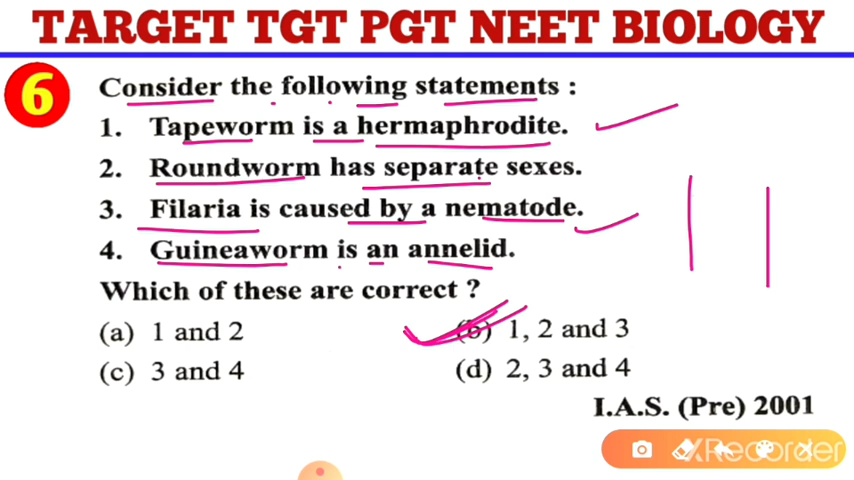 TARGET TGT PGT NEET BIOLOGY
6 Consider the following statements :
1. Tapeworm is a hermaphrodite.
2. Roundworm has separate sexes.
3. Filaria is caused by a nematode.
4. Guineaworm is an annelid.
Which of these are correct ?
(a) 1 and 2 (b) 1, 2 and 3
(c) 3 and 4 (d) 2, 3 and 4
I.A.S. (Pre) 2001
XRecorder